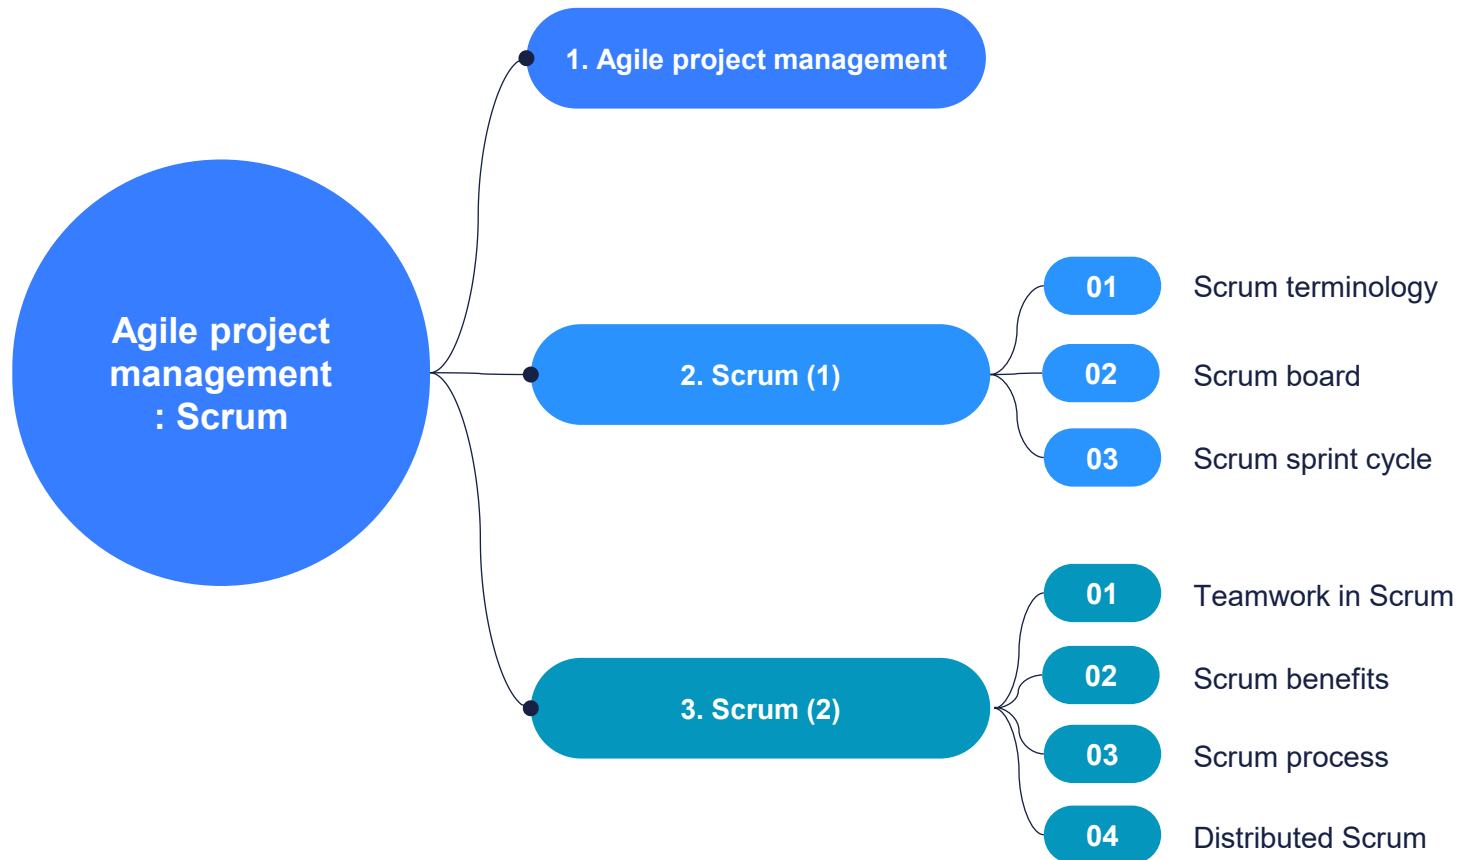 1. Agile project management
Agile project
management
: Scrum
2. Scrum (1)
01
Scrum terminology
02
Scrum board
03
Scrum sprint cycle
3. Scrum (2)
01
Teamwork in Scrum
02
Scrum benefits
03
Scrum process
04
Distributed Scrum